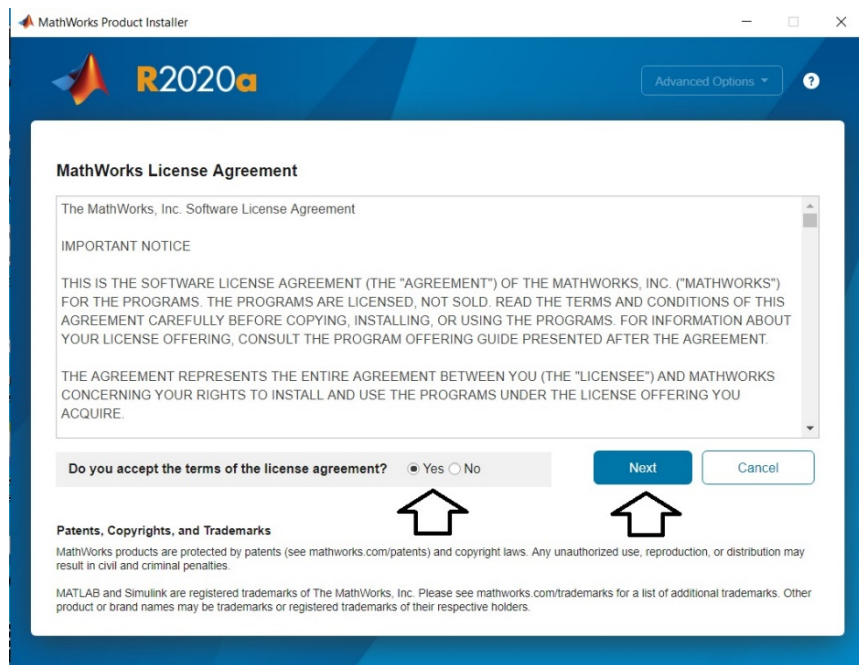 MathWorks Product Installer
R2020a
Advanced Options
?
MathWorks License Agreement
The MathWorks, Inc. Software License Agreement
IMPORTANT NOTICE
THIS IS THE SOFTWARE LICENSE AGREEMENT (THE "AGREEMENT") OF THE MATHWORKS, INC. ("MATHWORKS")
FOR THE PROGRAMS. THE PROGRAMS ARE LICENSED, NOT SOLD. READ THE TERMS AND CONDITIONS OF THIS
AGREEMENT CAREFULLY BEFORE COPYING, INSTALLING, OR USING THE PROGRAMS. FOR INFORMATION ABOUT
YOUR LICENSE OFFERING, CONSULT THE PROGRAM OFFERING GUIDE PRESENTED AFTER THE AGREEMENT.
THE AGREEMENT REPRESENTS THE ENTIRE AGREEMENT BETWEEN YOU (THE "LICENSEE") AND MATHWORKS
CONCERNING YOUR RIGHTS TO INSTALL AND USE THE PROGRAMS UNDER THE LICENSE OFFERING YOU
ACQUIRE.
Do you accept the terms of the license agreement? Yes No Next Cancel
Patents, Copyrights, and Trademarks
MathWorks products are protected by patents (see mathworks.com/patents) and copyright laws. Any unauthorized use, reproduction, or distribution may
result in civil and criminal penalties.
MATLAB and Simulink are registered trademarks of The MathWorks, Inc. Please see mathworks.com/trademarks for a list of additional trademarks. Other
product or brand names may be trademarks or registered trademarks of their respective holders.